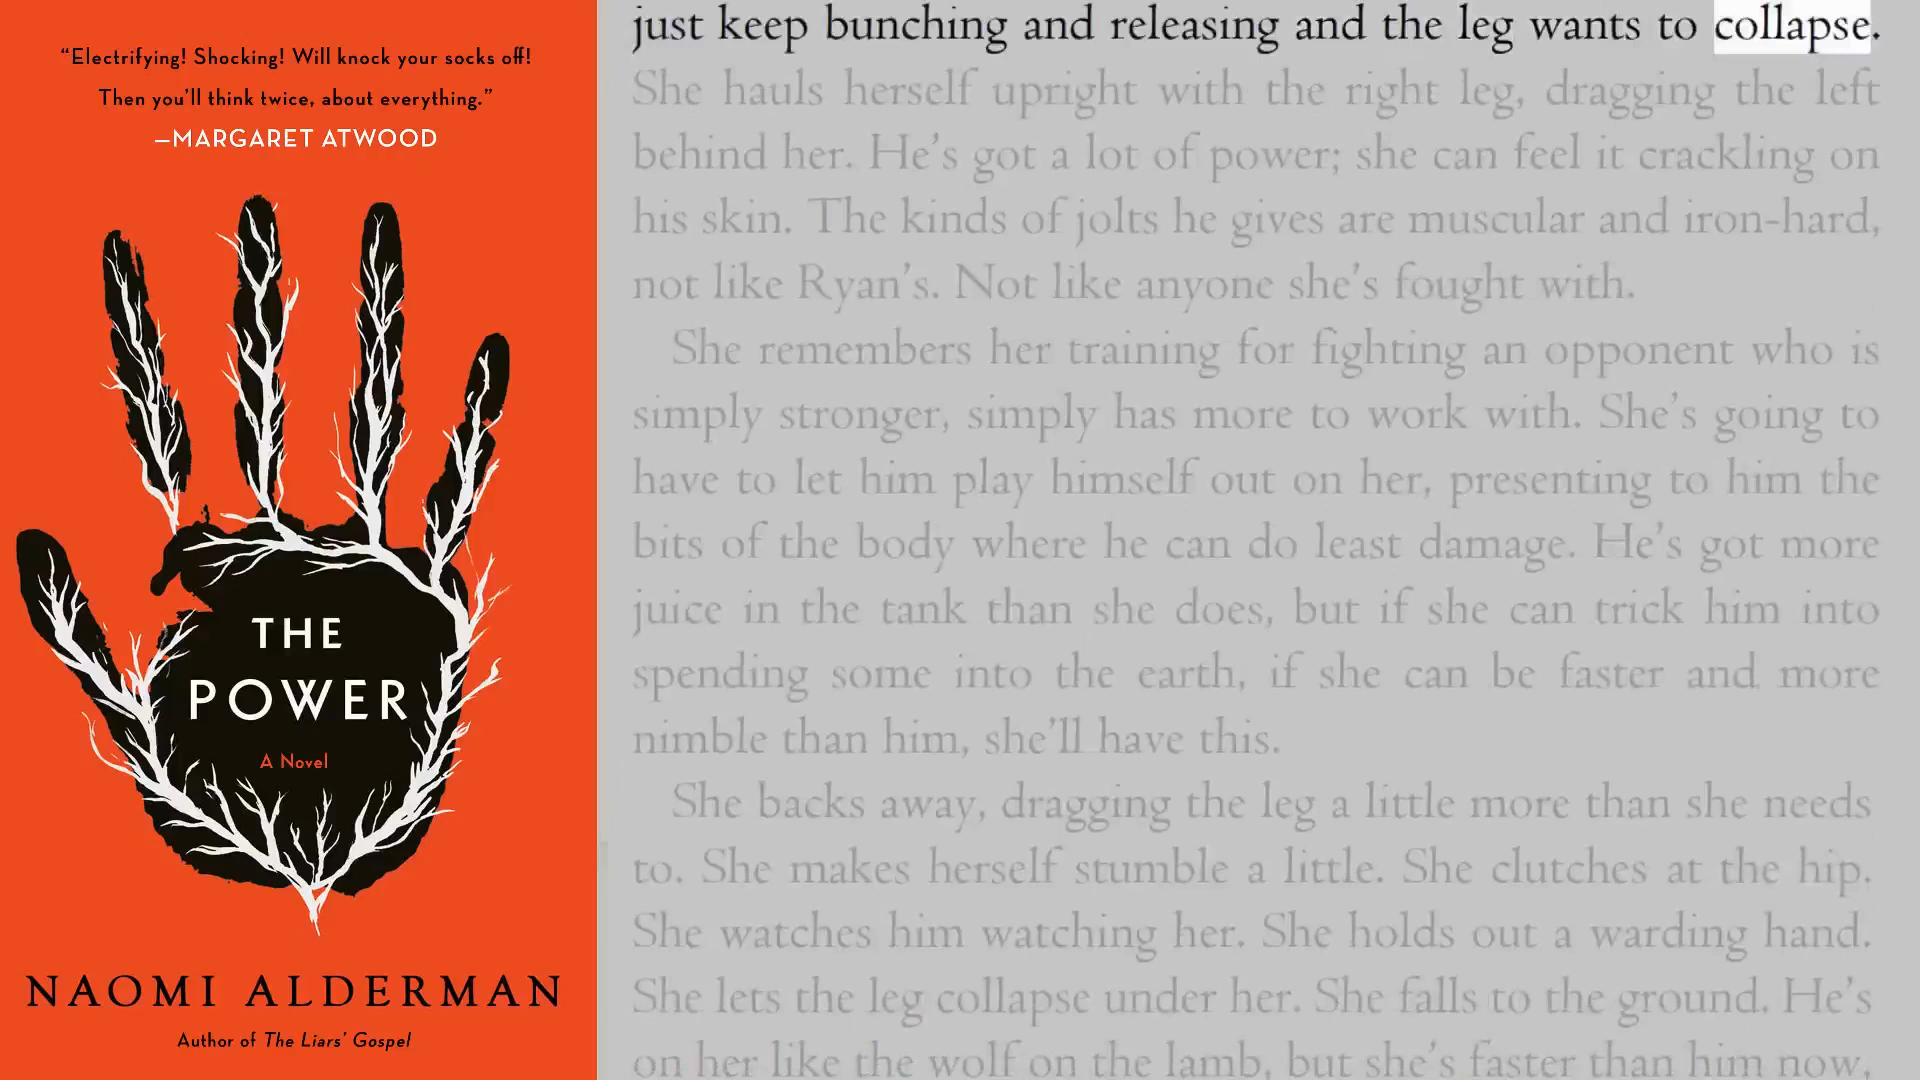 “Electrifying! Shocking! Will knock your socks off!
Then you’ll think twice, about everything.”
—MARGARET ATWOOD
THE
POWER
A Novel
NAOMI ALDERMAN
Author of The Liars’ Gospel
just keep bunching and releasing and the leg wants to collapse.
She hauls herself upright with the right leg, dragging the left
behind her. He’s got a lot of power; she can feel it crackling on
his skin. The kinds of jolts he gives are muscular and iron-hard,
not like Ryan’s. Not like anyone she’s fought with.
She remembers her training for fighting an opponent who is
simply stronger, simply has more to work with. She’s going to
have to let him play himself out on her, presenting to him the
bits of the body where he can do least damage. He’s got more
juice in the tank than she does, but if she can trick him into
spending some into the earth, if she can be faster and more
nimble than him, she’ll have this.
She backs away, dragging the leg a little more than she needs
to. She makes herself stumble a little. She clutches at the hip.
She watches him watching her. She holds out a warding hand.
She lets the leg collapse under her. She falls to the ground. He’s
on her like the wolf on the lamb, but she’s faster than him now,